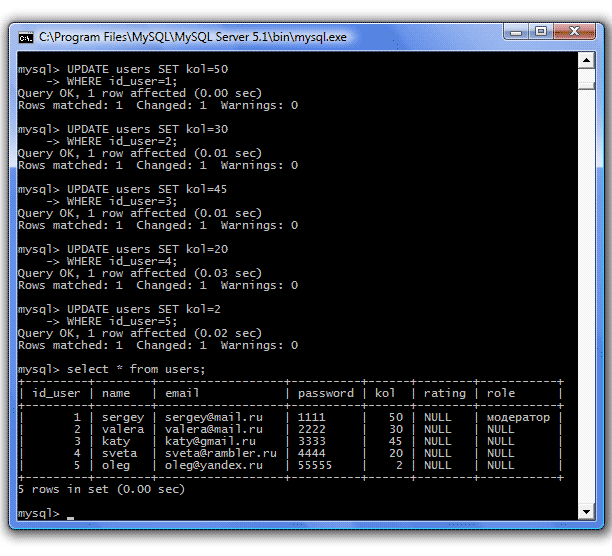 C:\Program Files\MySQL\MySQL Server 5.1\bin\mysql.exe
mysql> UPDATE users SET kol=50
    -> WHERE id_user=1;
Query OK, 1 row affected (0.00 sec)
Rows matched: 1  Changed: 1  Warnings: 0
mysql> UPDATE users SET kol=30
    -> WHERE id_user=2;
Query OK, 1 row affected (0.01 sec)
Rows matched: 1  Changed: 1  Warnings: 0
mysql> UPDATE users SET kol=45
    -> WHERE id_user=3;
Query OK, 1 row affected (0.01 sec)
Rows matched: 1  Changed: 1  Warnings: 0
mysql> UPDATE users SET kol=20
    -> WHERE id_user=4;
Query OK, 1 row affected (0.03 sec)
Rows matched: 1  Changed: 1  Warnings: 0
mysql> UPDATE users SET kol=2
    -> WHERE id_user=5;
Query OK, 1 row affected (0.02 sec)
Rows matched: 1  Changed: 1  Warnings: 0
mysql> select * from users;
| id_user | name   | email            | password | kol  | rating | role      |
|       1 | sergey | sergey@mail.ru   | 1111     |   50 | NULL   | модератор |
|       2 | valera | valera@mail.ru   | 2222     |   30 | NULL   | NULL      |
|       3 | katy   | katy@gmail.ru    | 3333     |   45 | NULL   | NULL      |
|       4 | sveta  | sveta@rambler.ru | 4444     |   20 | NULL   | NULL      |
|       5 | oleg   | oleg@yandex.ru   | 55555    |    2 | NULL   | NULL      |
5 rows in set (0.00 sec)
mysql> _